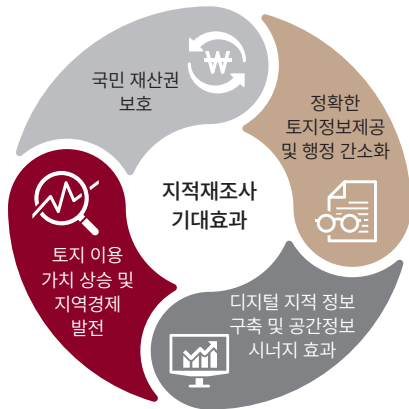 국민 재산권
보호
정확한
토지정보제공
및 행정 간소화
지적재조사
기대효과
토지 이용
가치 상승 및
지역경제
발전
디지털 지적 정보
구축 및 공간정보
시너지 효과